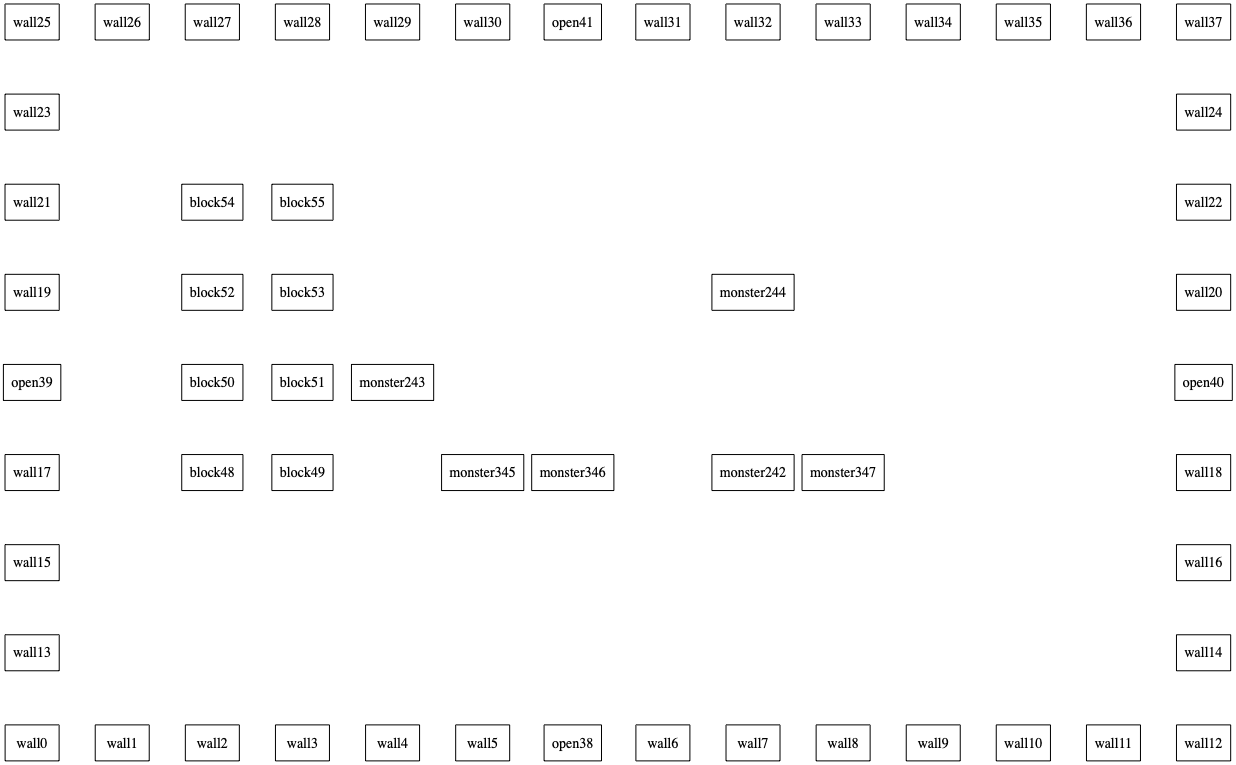 wall25 wall26 wall27 wall28 wall29 wall30 open41 wall31 wall32 wall33 wall34 wall35 wall36 wall37
wall23 wall24
wall21 block54 block55 wall22
wall19 block52 block53 monster244 wall20
open39 block50 block51 monster243 open40
wall17 block48 block49 monster345 monster346 monster242 monster347 wall18
wall15 wall16
wall13 wall14
wall0 wall1 wall2 wall3 wall4 wall5 open38 wall6 wall7 wall8 wall9 wall10 wall11 wall12